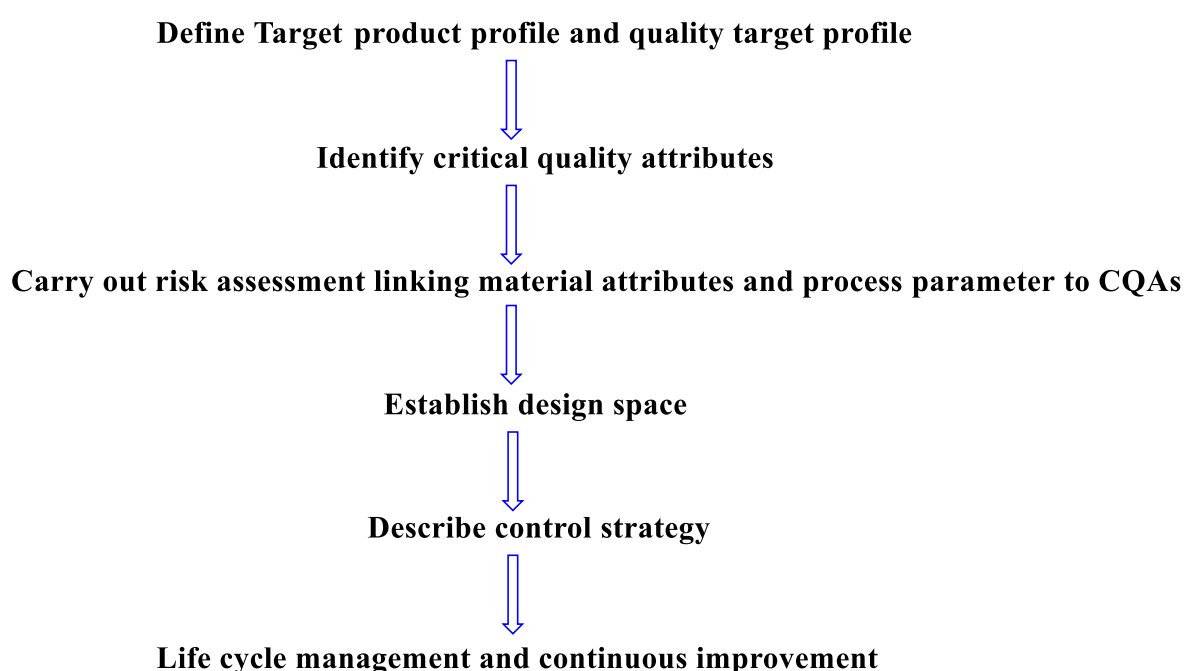 Define Target product profile and quality target profile
Identify critical quality attributes
Carry out risk assessment linking material attributes and process parameter to CQAs
Establish design space
Describe control strategy
Life cycle management and continuous improvement